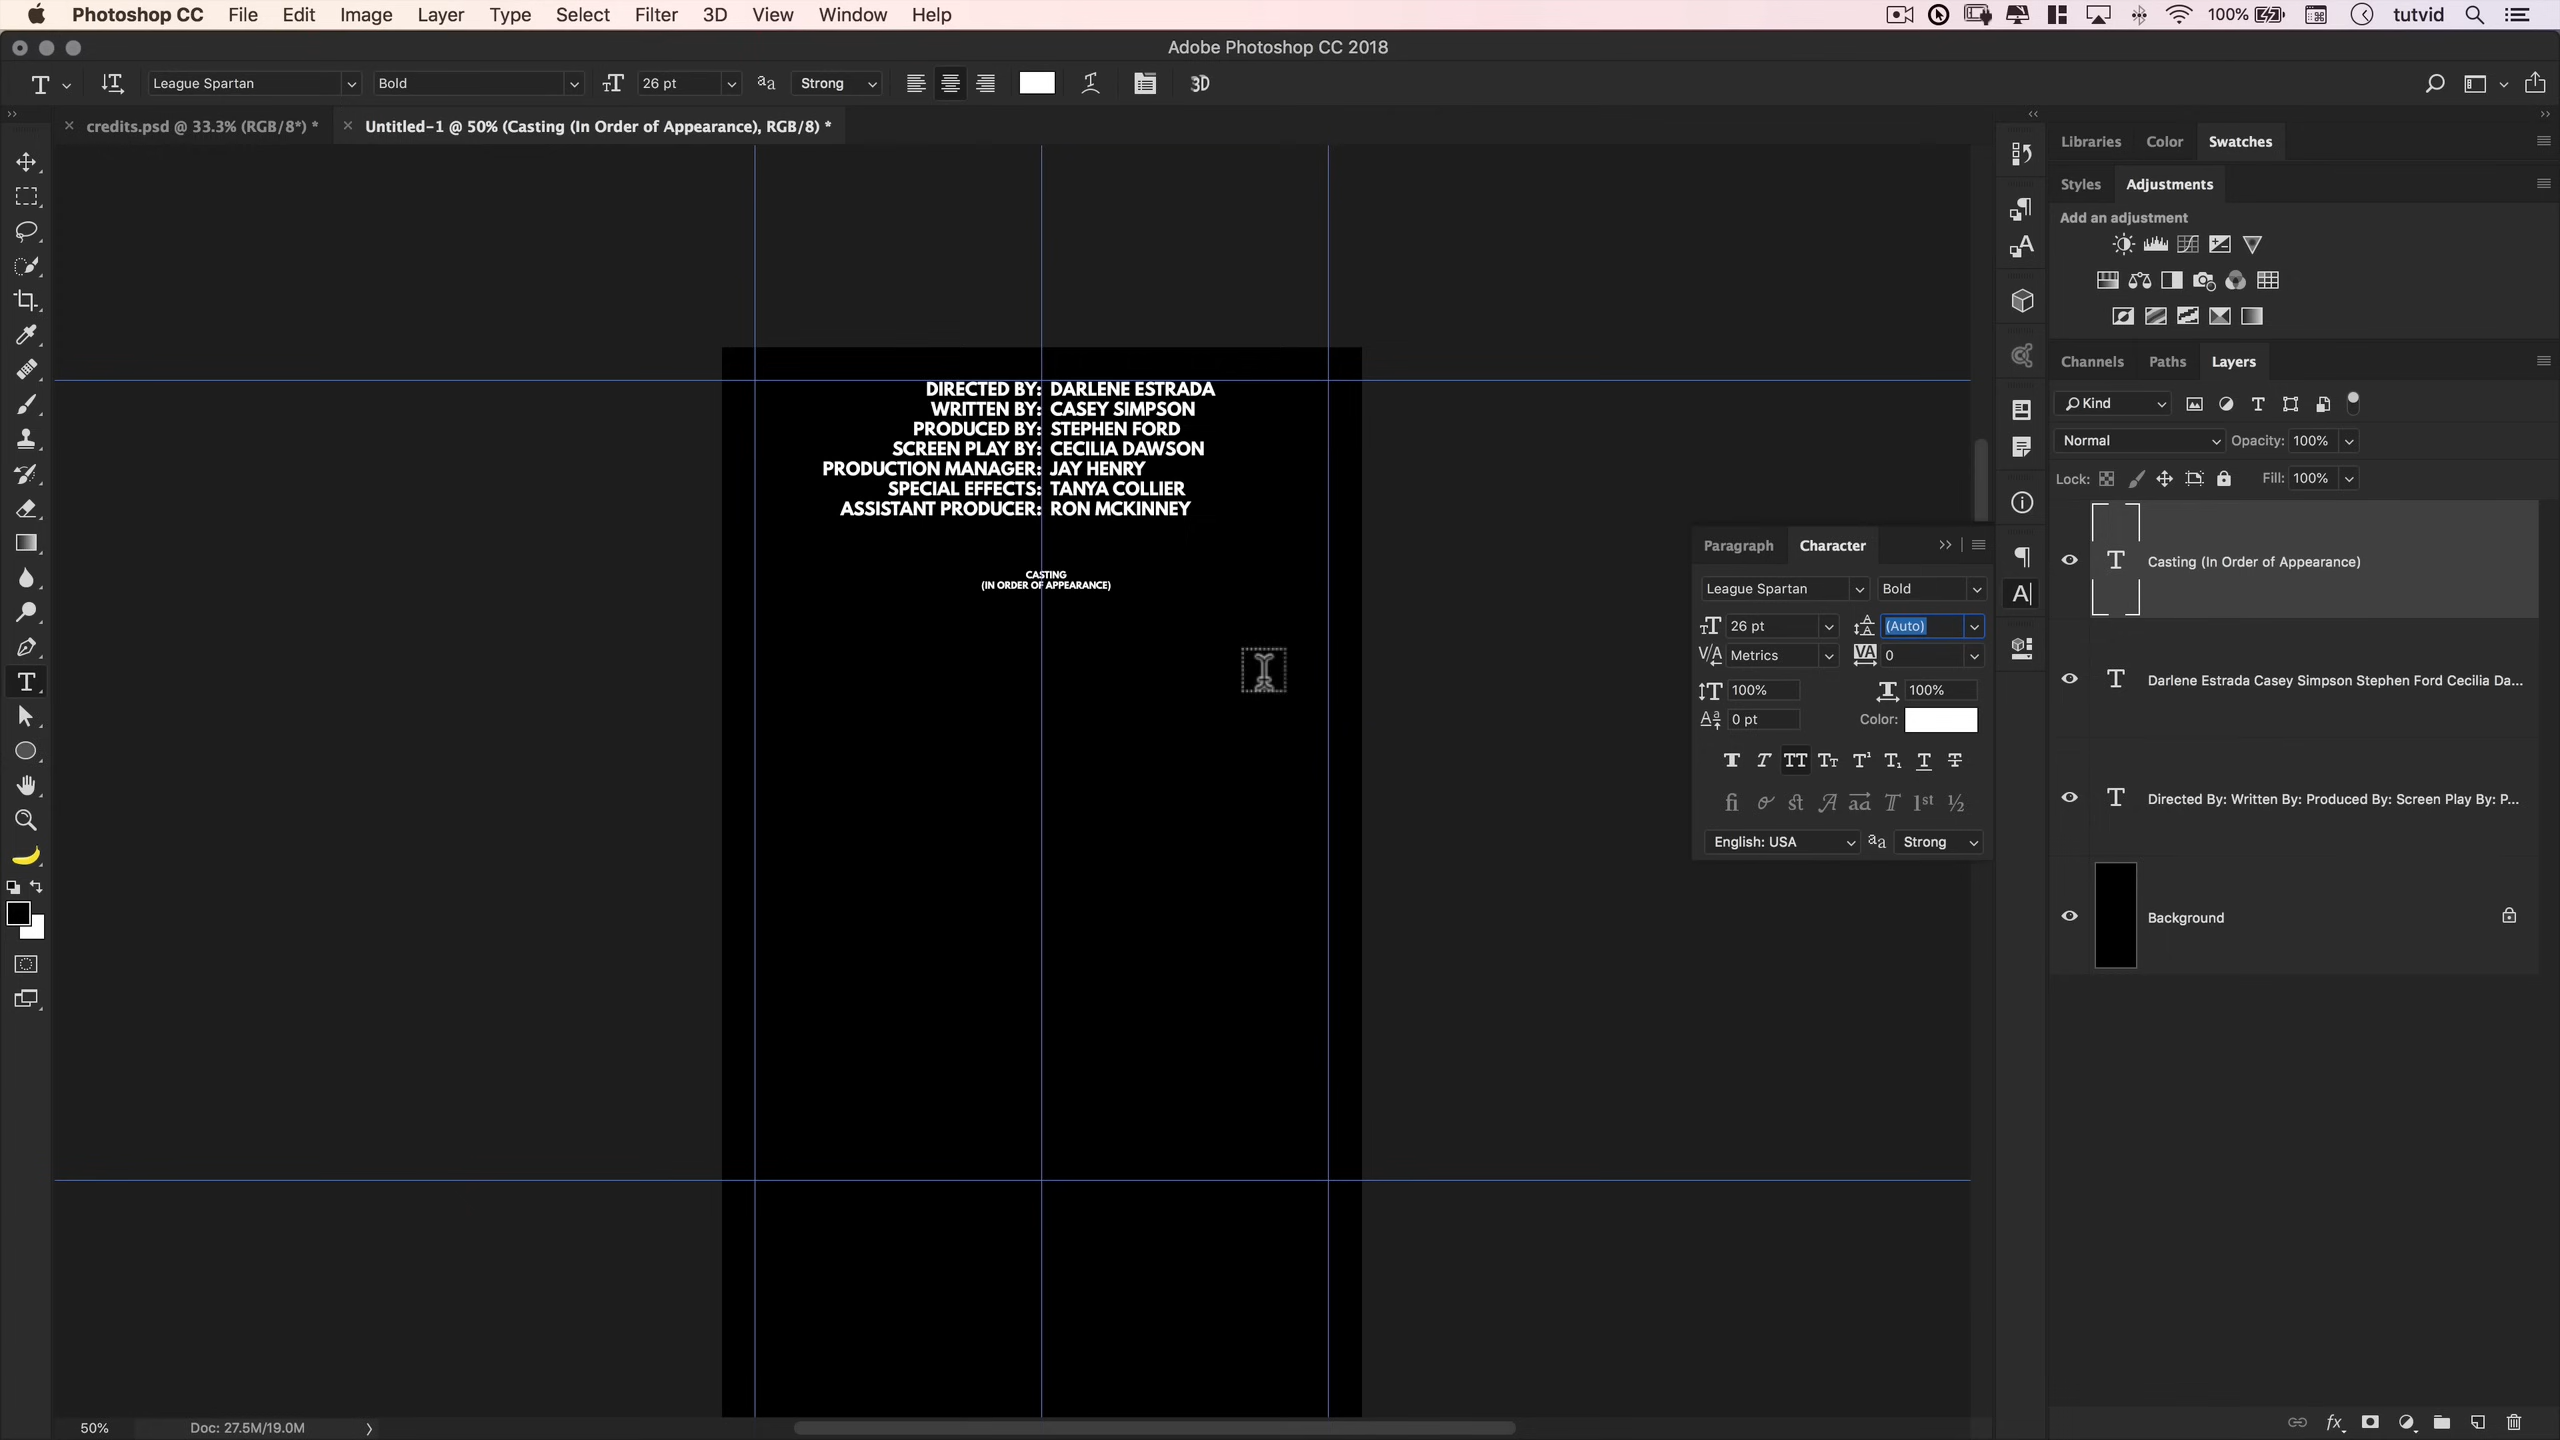 Photoshop CC File Edit Image Layer Type Select Filter 3D View Window Help 100% tutvid
Adobe Photoshop CC 2018
T League Spartan Bold 26 pt Strong 3D
credits.psd @ 33.3% (RGB/8*) * Untitled-1 @ 50% (Casting (In Order of Appearance), RGB/8) *
Libraries Color Swatches
Styles Adjustments
Add an adjustment
Channels Paths Layers
Kind
Normal Opacity: 100%
Lock: Fill: 100%
Casting (In Order of Appearance)
Darlene Estrada Casey Simpson Stephen Ford Cecilia Da...
Directed By: Written By: Produced By: Screen Play By: P...
Background
DIRECTED BY: DARLENE ESTRADA
WRITTEN BY: CASEY SIMPSON
PRODUCED BY: STEPHEN FORD
SCREEN PLAY BY: CECILIA DAWSON
PRODUCTION MANAGER: JAY HENRY
SPECIAL EFFECTS: TANYA COLLIER
ASSISTANT PRODUCER: RON MCKINNEY
CASTING
(IN ORDER OF APPEARANCE)
Paragraph Character
League Spartan Bold
26 pt (Auto)
Metrics 0
100% 100%
0 pt Color:
English: USA Strong
50% Doc: 27.5M/19.0M